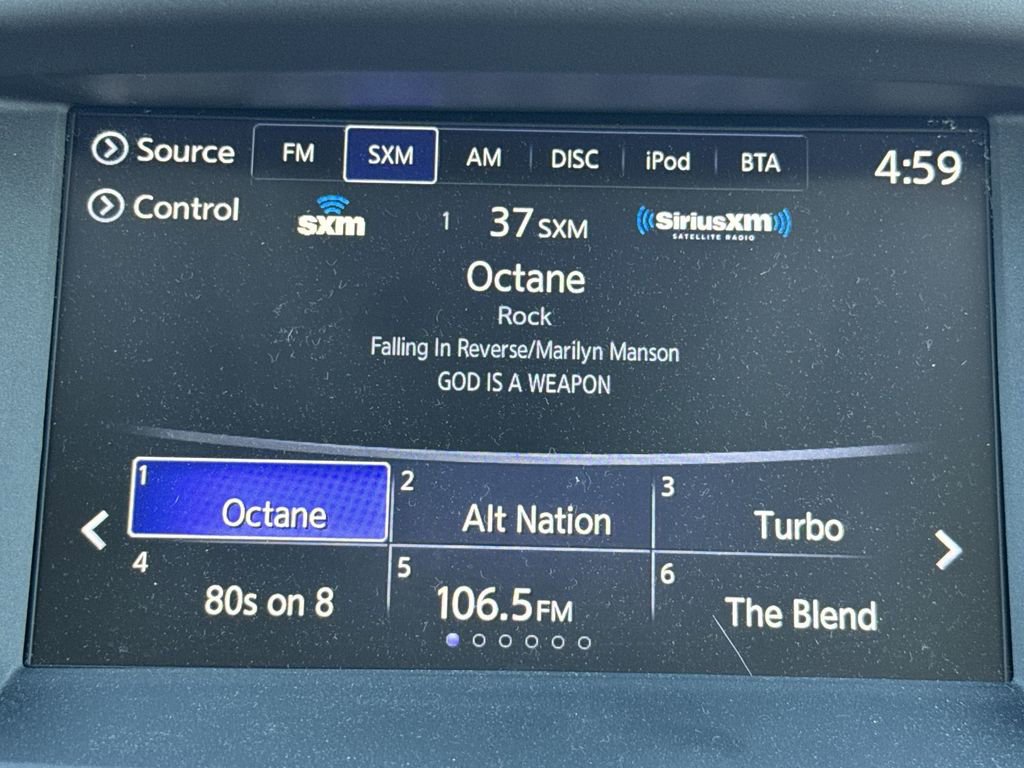 Source FM SXM AM DISC iPod BTA 4:59
Control sxm 1 37 SXM ((SiriusXM))
SATELLITE RADIO
Octane
Rock
Falling In Reverse/Marilyn Manson
GOD IS A WEAPON
1 Octane 2 Alt Nation 3 Turbo
4 80s on 8 5 106.5FM 6 The Blend